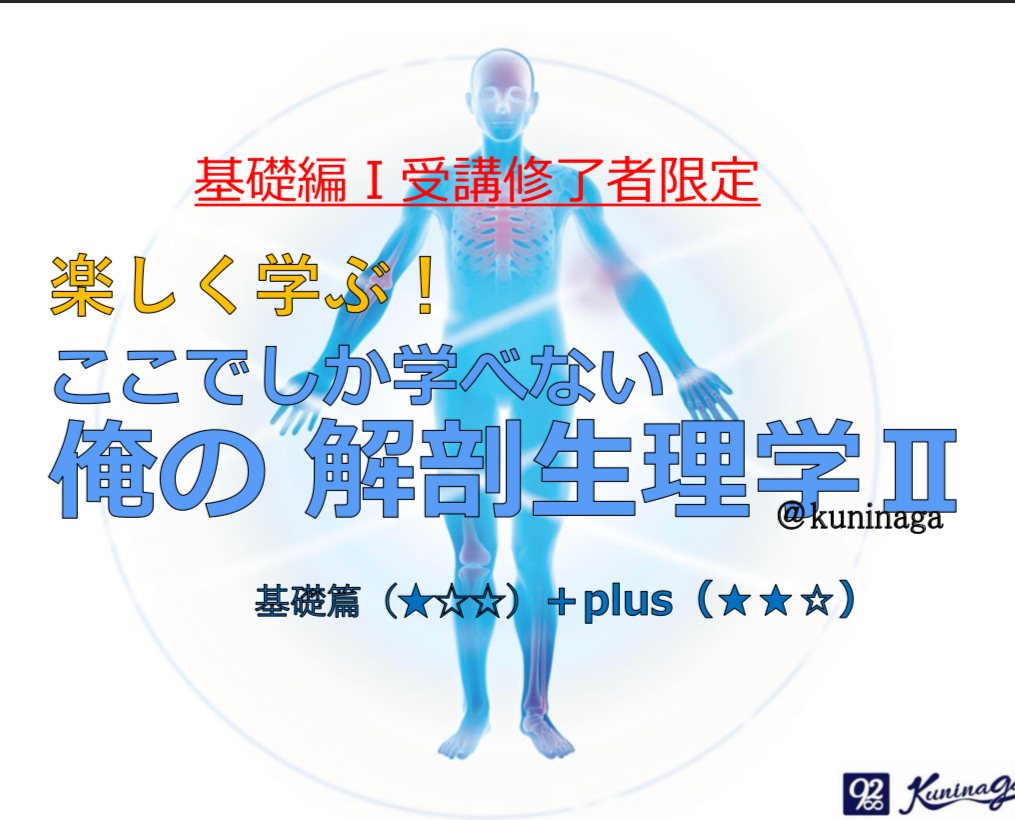 基礎編Ⅰ受講修了者限定
楽しく学ぶ！
ここでしか学べない
俺の 解剖生理学Ⅱ
@kuninaga
基礎篇（★☆☆）＋plus（★★☆）
92